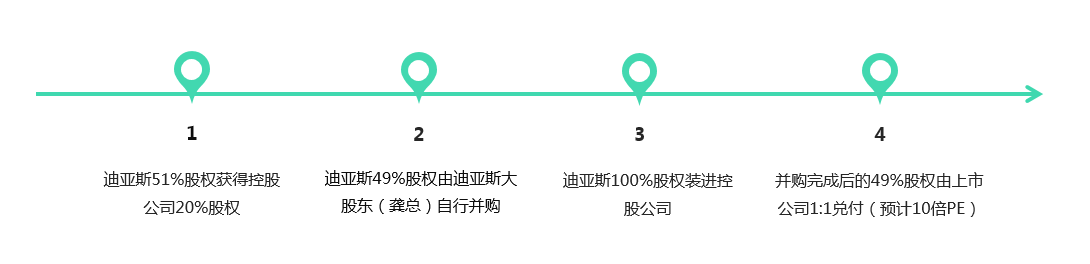 1
迪亚斯51%股权获得控股
公司20%股权
2
迪亚斯49%股权由迪亚斯大
股东（龚总）自行并购
3
迪亚斯100%股权装进控
股公司
4
并购完成后的49%股权由上市
公司1:1兑付（预计10倍PE）